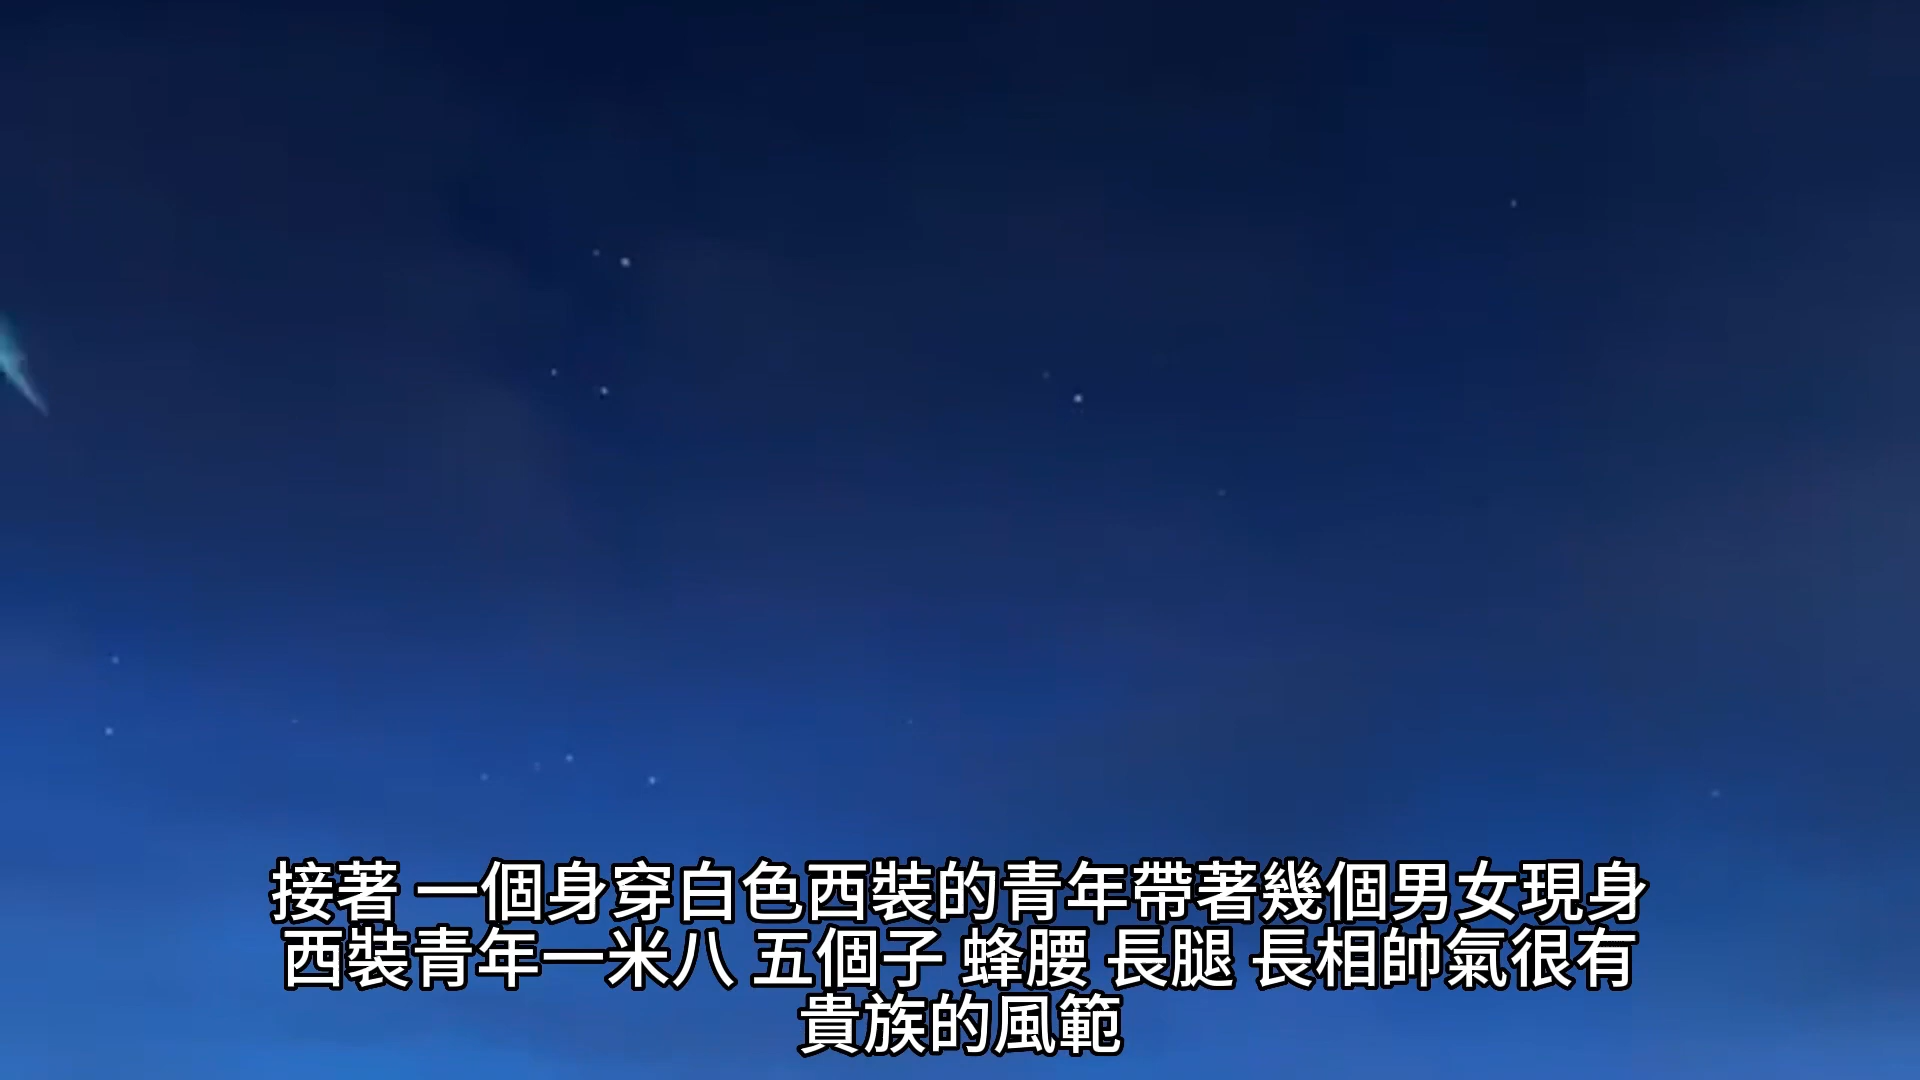 接著 一個身穿白色西裝的青年帶著幾個男女現身
西裝青年一米八 五個子 蜂腰 長腿 長相帥氣很有
貴族的風範